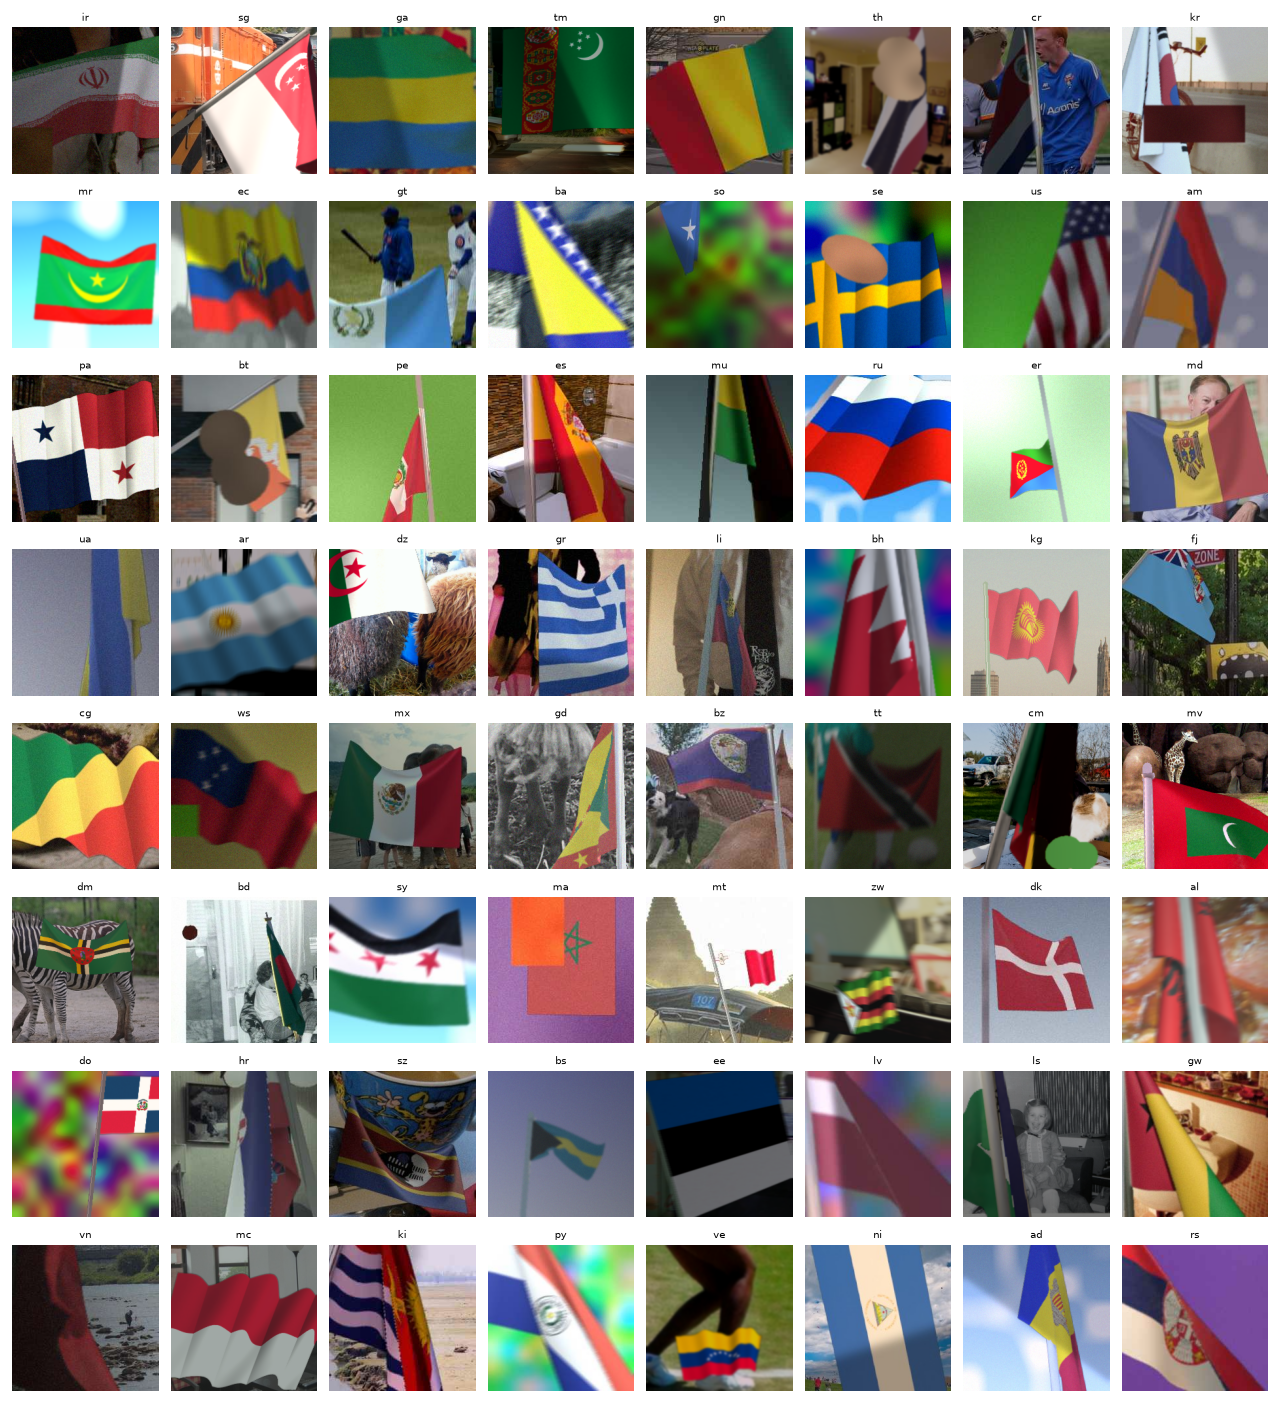 ir sg ga tm gn th cr kr
mr ec gt ba so se us am
pa bt pe es mu ru er md
ua ar dz gr li bh kg fj
ZONE
cg ws mx gd bz tt cm mv
dm bd sy ma mt zw dk al
107
do hr sz bs ee lv ls gw
vn mc ki py ve ni ad rs